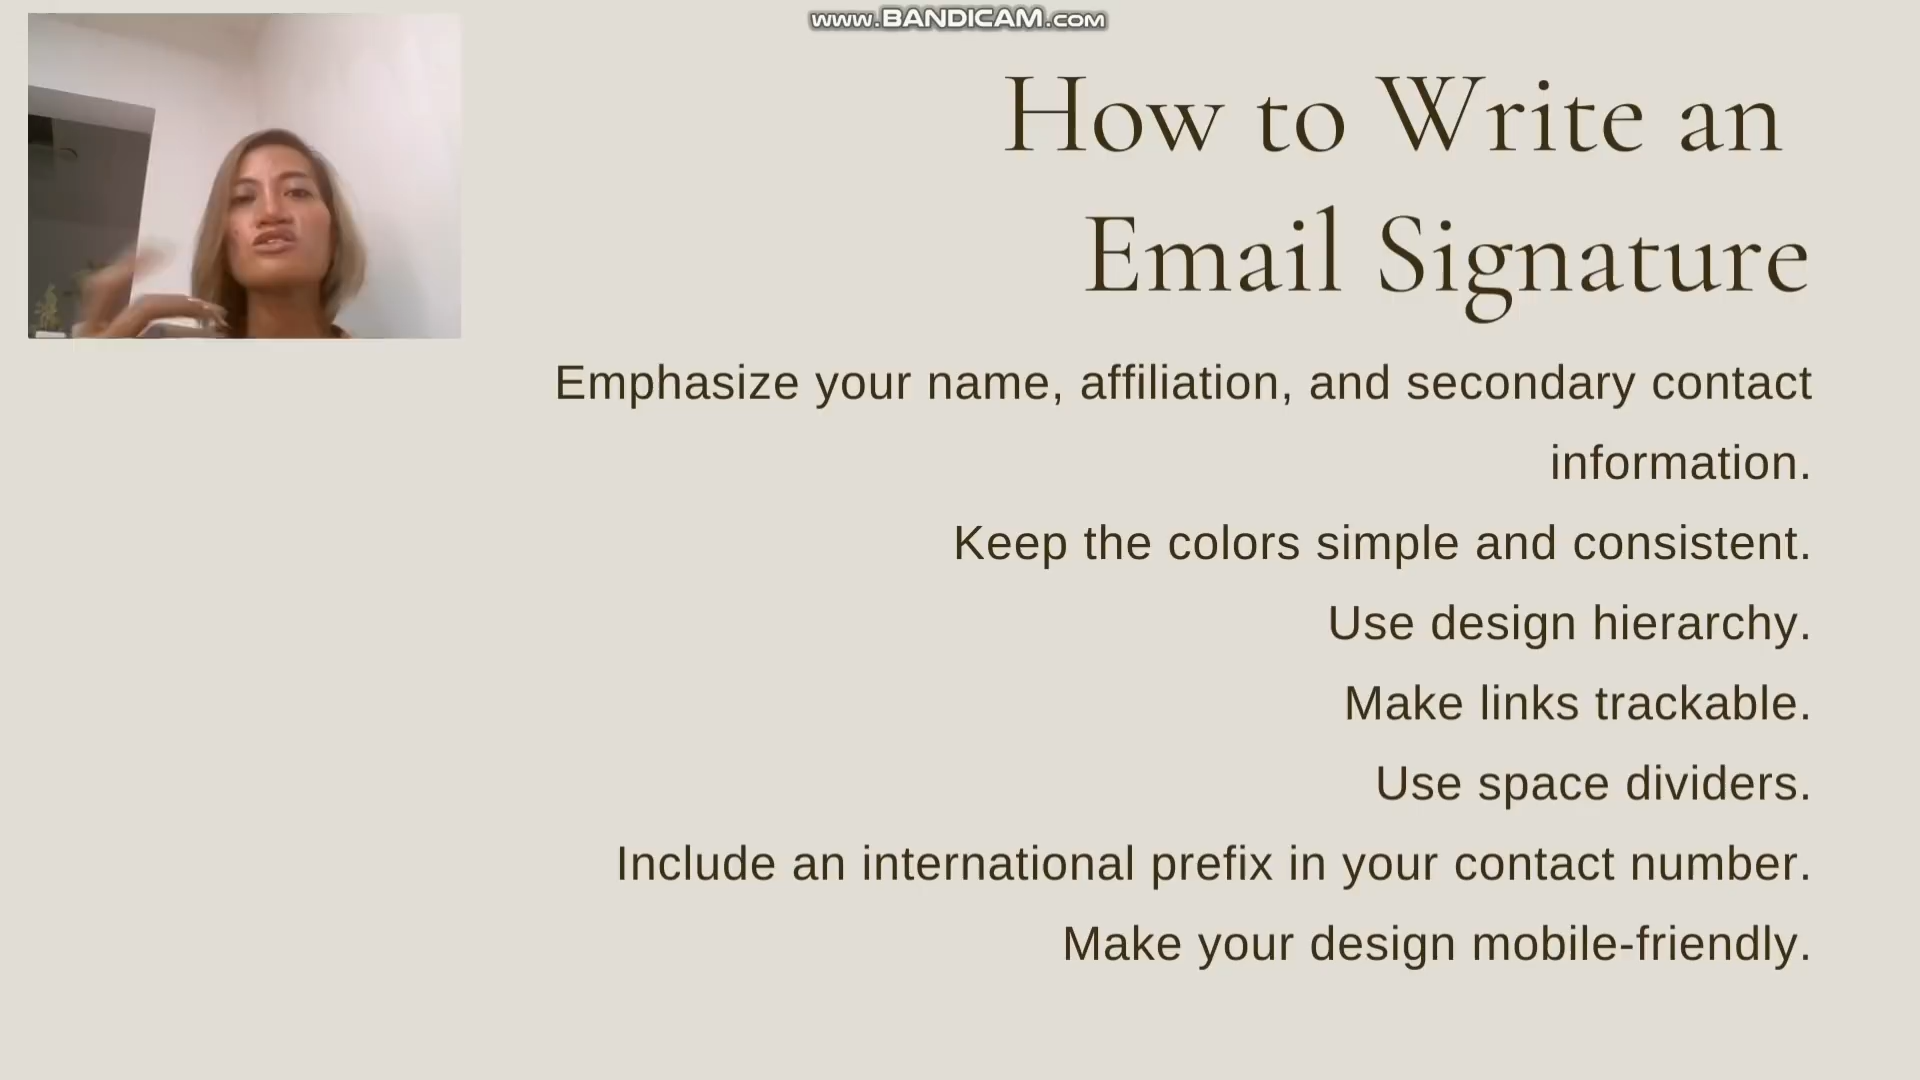 www.BANDICAM.com
How to Write an
Email Signature
Emphasize your name, affiliation, and secondary contact
information.
Keep the colors simple and consistent.
Use design hierarchy.
Make links trackable.
Use space dividers.
Include an international prefix in your contact number.
Make your design mobile-friendly.